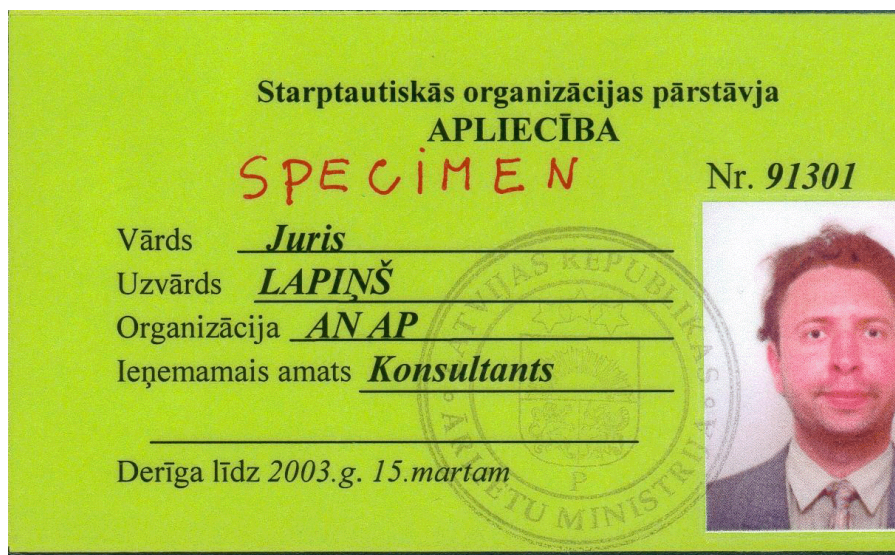 Starptautiskās organizācijas pārstāvja
APLIECĪBA
SPECIMEN
Nr. 91301
Vārds Juris
Uzvārds LAPIŅŠ
Organizācija AN AP
Ieņemamais amats Konsultants
Derīga līdz 2003.g. 15.martam
LATVIJAS REPUBLIKAS
ĀRLIETU MINISTRIJA
P